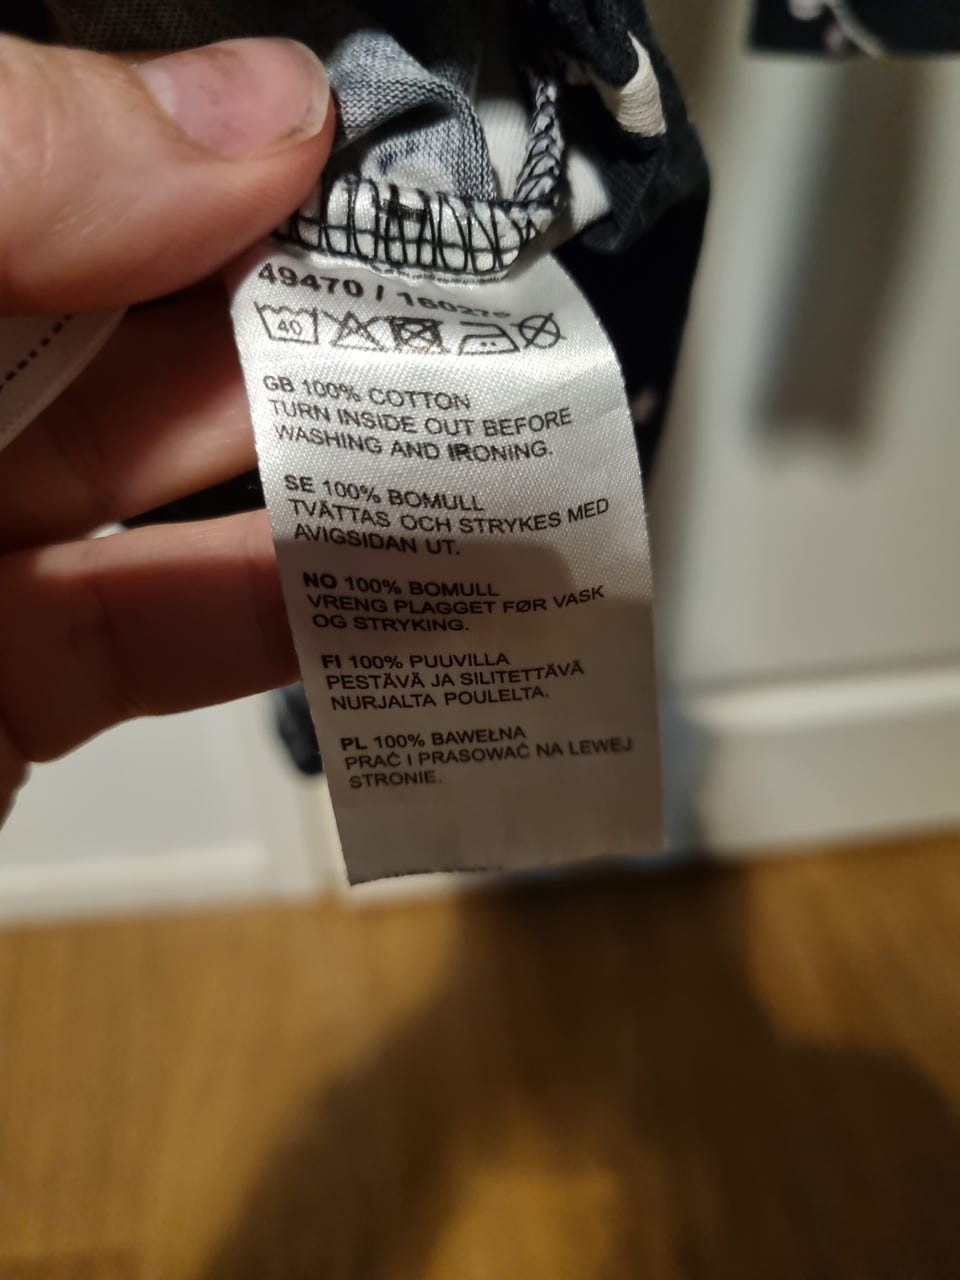 49470 / 160275
40
GB 100% COTTON
TURN INSIDE OUT BEFORE
WASHING AND IRONING.
SE 100% BOMULL
TVÄTTAS OCH STRYKES MED
AVIGSIDAN UT.
NO 100% BOMULL
VRENG PLAGGET FØR VASK
OG STRYKING.
FI 100% PUUVILLA
PESTÄVÄ JA SILITETTÄVÄ
NURJALTA POULELTA.
PL 100% BAWEŁNA
PRAĆ I PRASOWAĆ NA LEWEJ
STRONIE.